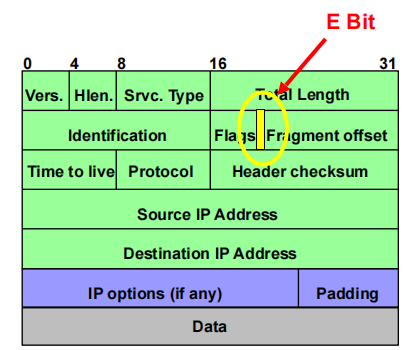 E Bit
0 4 8 16 31
Vers. Hlen. Srvc. Type Total Length
Identification Flags Fragment offset
Time to live Protocol Header checksum
Source IP Address
Destination IP Address
IP options (if any) Padding
Data